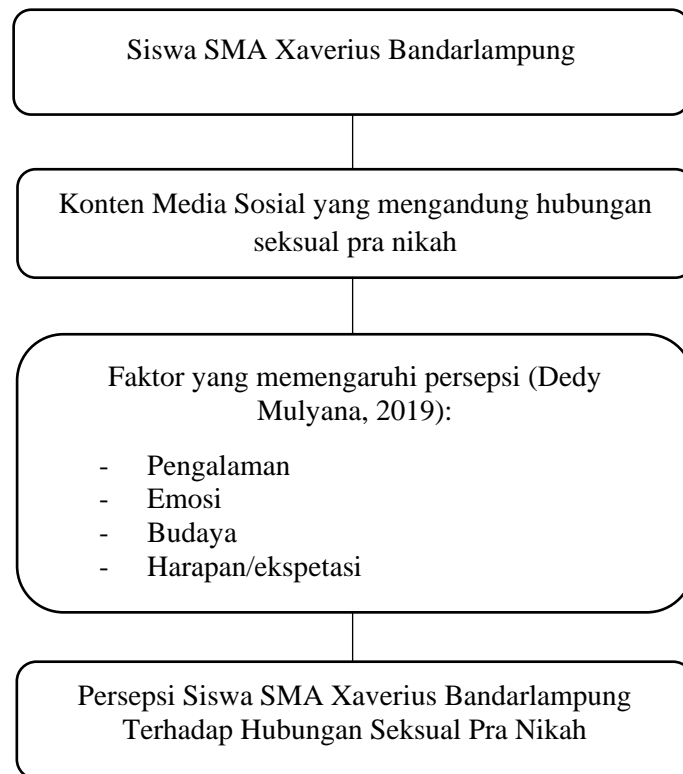 Siswa SMA Xaverius Bandarlampung
Konten Media Sosial yang mengandung hubungan
seksual pra nikah
Faktor yang memengaruhi persepsi (Dedy
Mulyana, 2019):
- Pengalaman
- Emosi
- Budaya
- Harapan/ekspetasi
Persepsi Siswa SMA Xaverius Bandarlampung
Terhadap Hubungan Seksual Pra Nikah